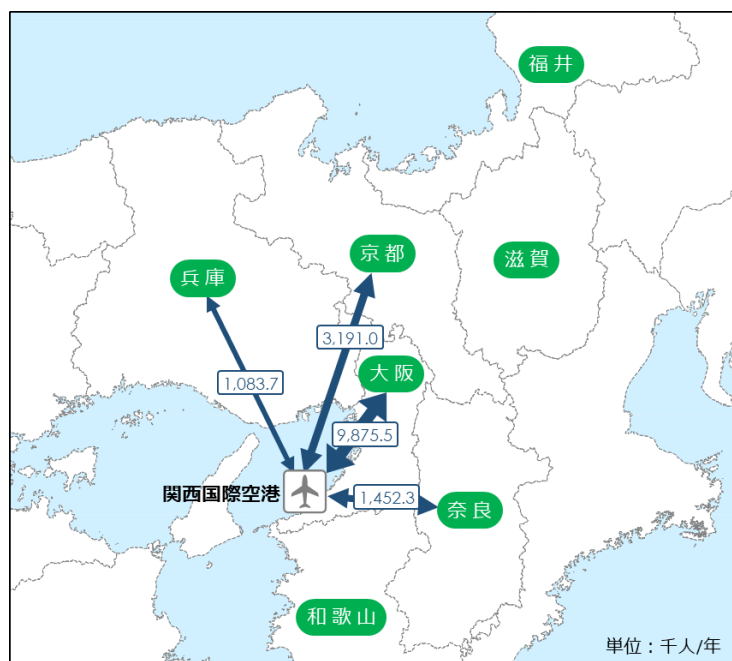 福井
京都
滋賀
兵庫
3,191.0
大阪
1,083.7
9,875.5
関西国際空港
1,452.3
奈良
和歌山
単位：千人/年